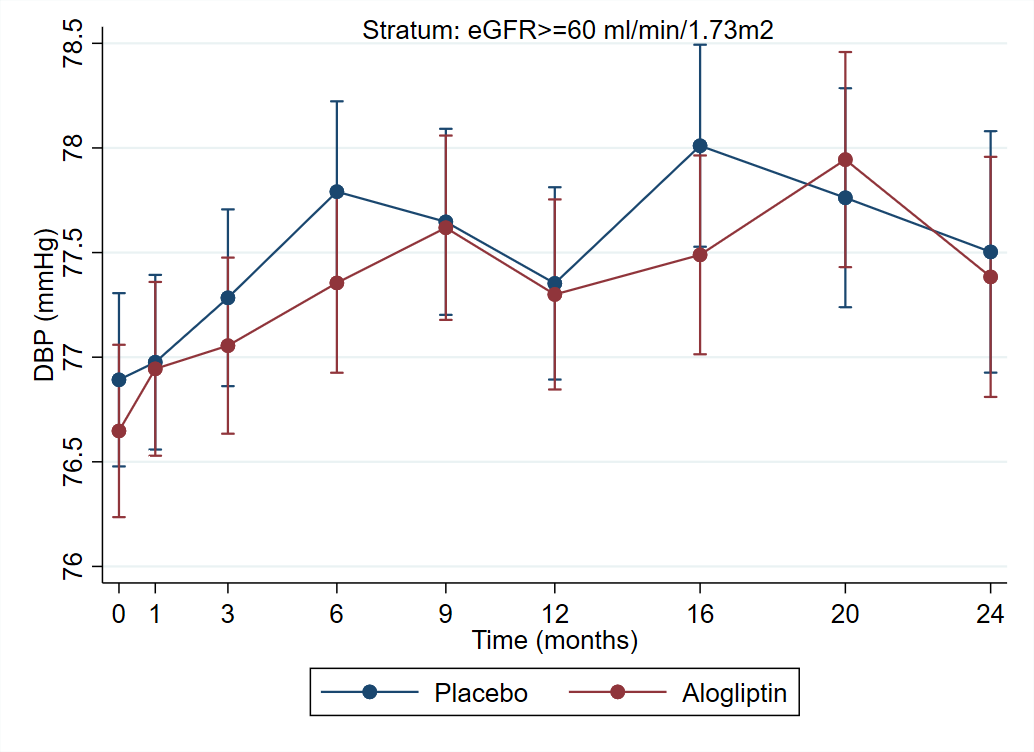 Stratum: eGFR>=60 ml/min/1.73m2
78.5
78
77.5
77
76.5
76
DBP (mmHg)
0 1 3 6 9 12 16 20 24
Time (months)
Placebo Alogliptin